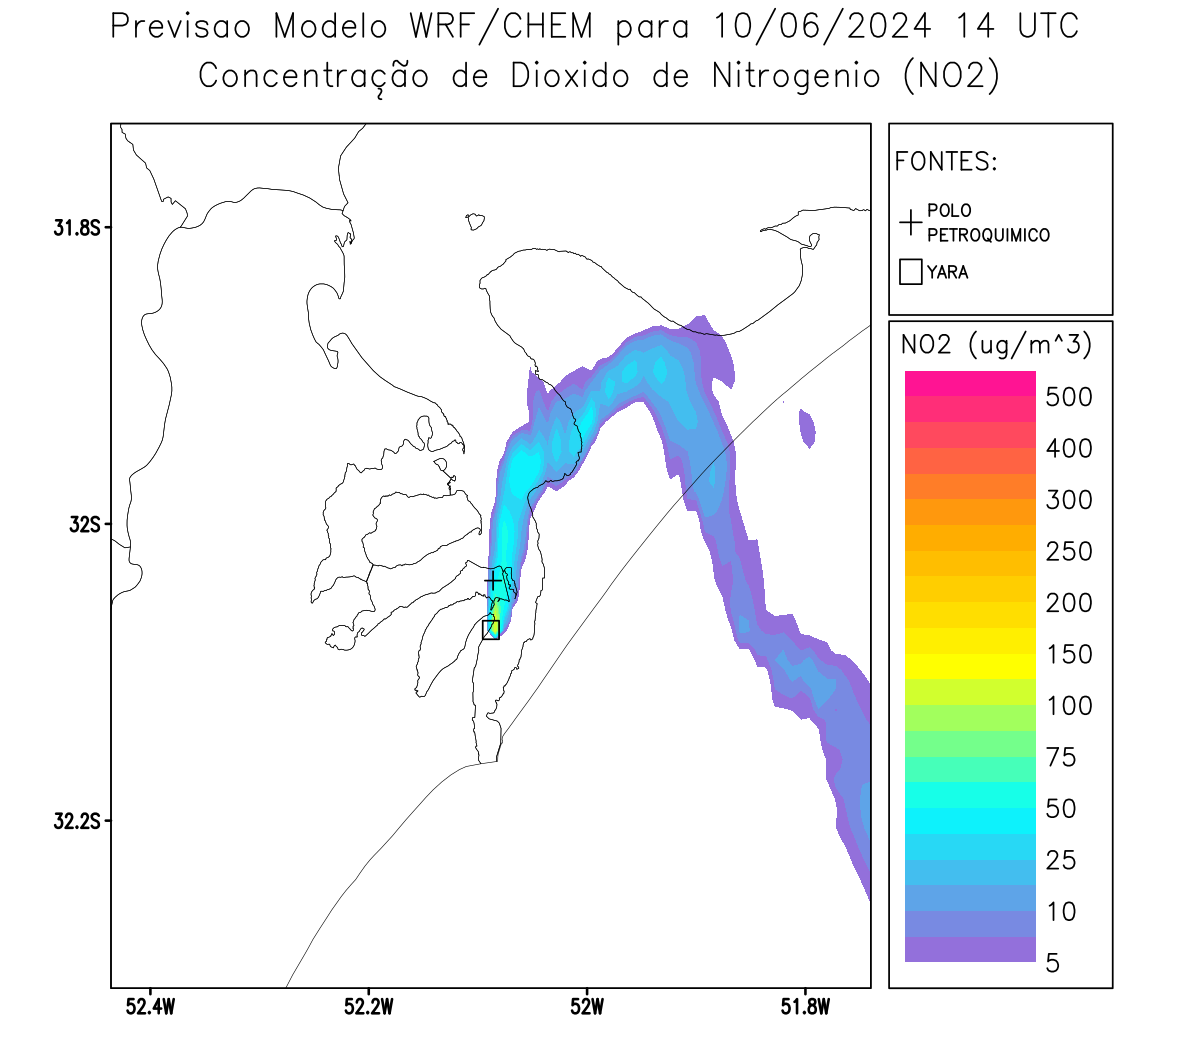 Previsao Modelo WRF/CHEM para 10/06/2024 14 UTC
Concentração de Dioxido de Nitrogenio (NO2)
FONTES:
POLO
PETROQUIMICO
YARA
NO2 (ug/m^3)
500
400
300
250
200
150
100
75
50
25
10
5
31.8S
32S
32.2S
52.4W
52.2W
52W
51.8W